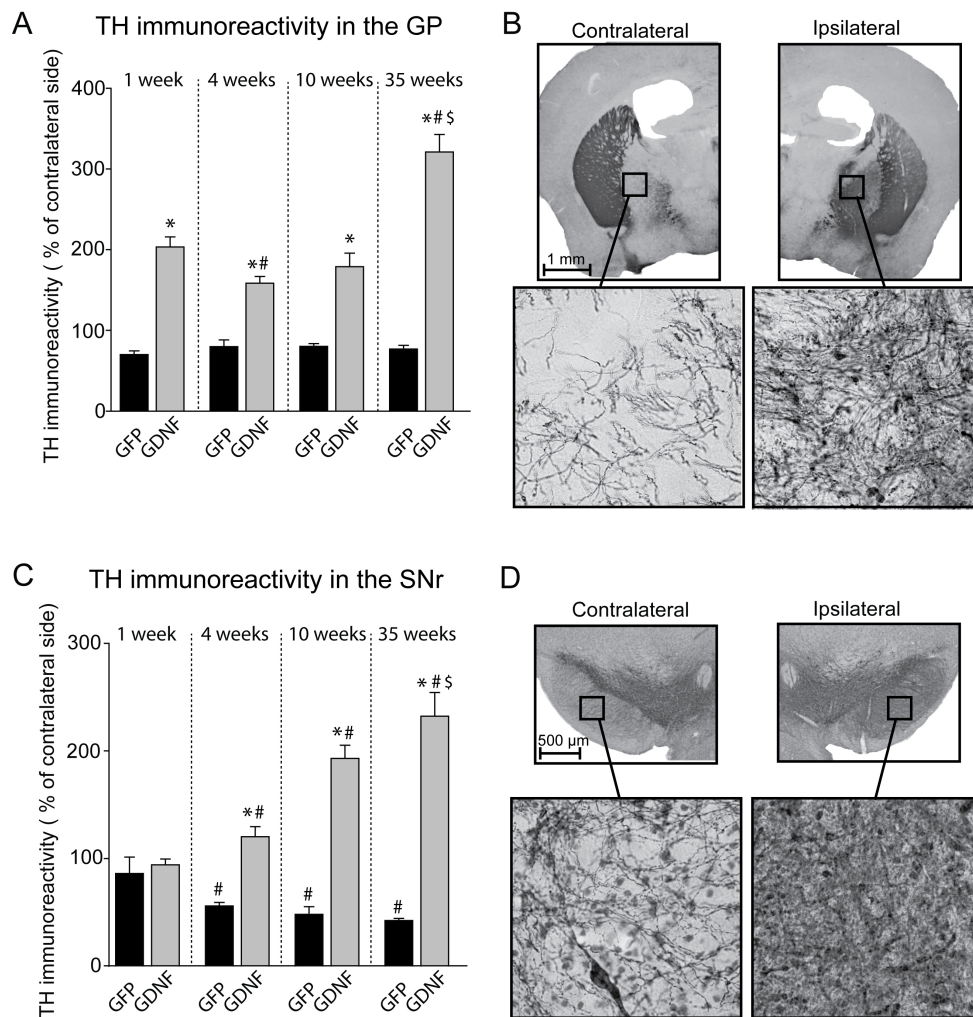 A
TH immunoreactivity in the GP
TH immunoreactivity ( % of contralateral side)
400
300
200
100
0
1 week
4 weeks
10 weeks
35 weeks
*
*#
*
*# $
GFP
GDNF
GFP
GDNF
GFP
GDNF
GFP
GDNF
B
Contralateral
Ipsilateral
1 mm
C
TH immunoreactivity in the SNr
TH immunoreactivity ( % of contralateral side)
300
200
100
0
1 week
4 weeks
10 weeks
35 weeks
#
*#
#
*#
#
*# $
GFP
GDNF
GFP
GDNF
GFP
GDNF
GFP
GDNF
D
Contralateral
Ipsilateral
500 µm